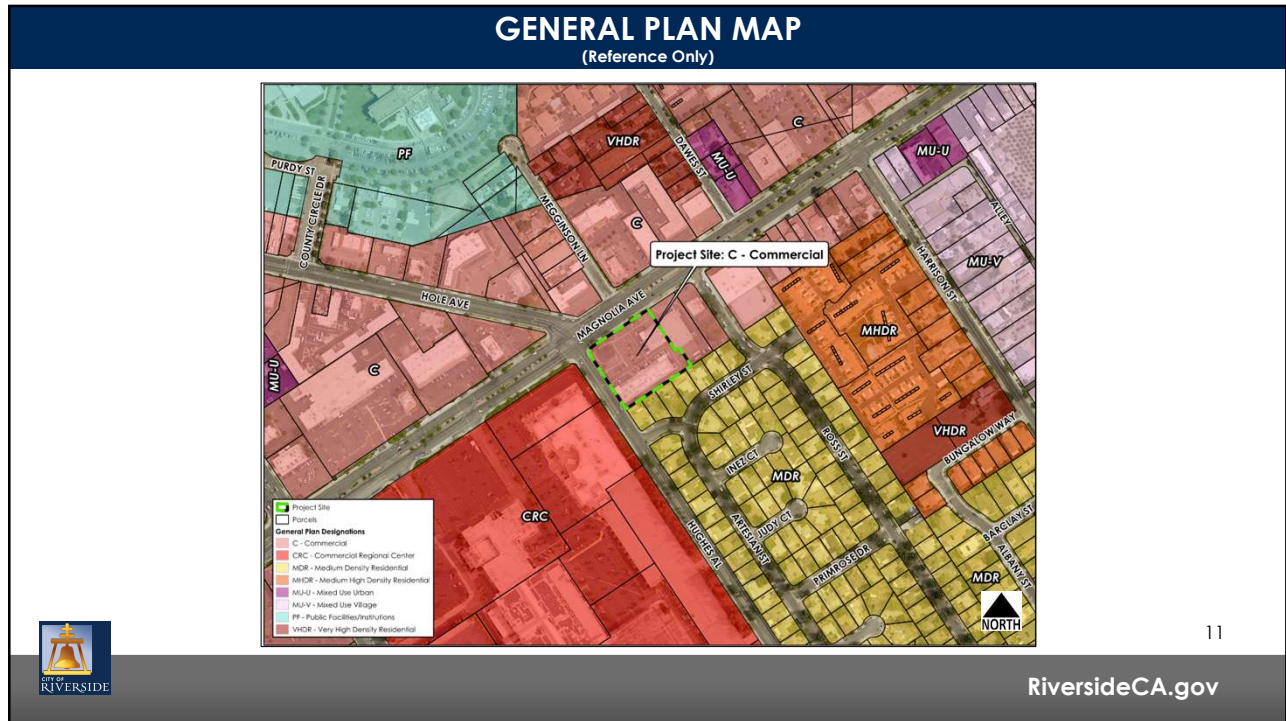 GENERAL PLAN MAP
(Reference Only)
PF
VHDR
C
PURDY ST
COUNTY CIRCLE DR
MEGGINSON LN
DAWES ST
MU-U
MU-U
ALLEY
C
Project Site: C - Commercial
HARRISON ST
MU-V
HOLE AVE
MAGNOLIA AVE
MHDR
MU-U
C
SHIRLEY ST
VHDR
BUNGALOW WAY
INEZ CT
ROSS ST
MDR
CRC
JUDY CT
HUGHES AL
ARTESAN ST
PRIMROSE DR
BARCLAY ST
ALBANY ST
MDR
Project Site
Parcels
General Plan Designations
C - Commercial
CRC - Commercial Regional Center
MDR - Medium Density Residential
MHDR - Medium High Density Residential
MU-U - Mixed Use Urban
MU-V - Mixed Use Village
PF - Public Facilities/Institutions
VHDR - Very High Density Residential
NORTH
11
CITY OF
RIVERSIDE
RiversideCA.gov